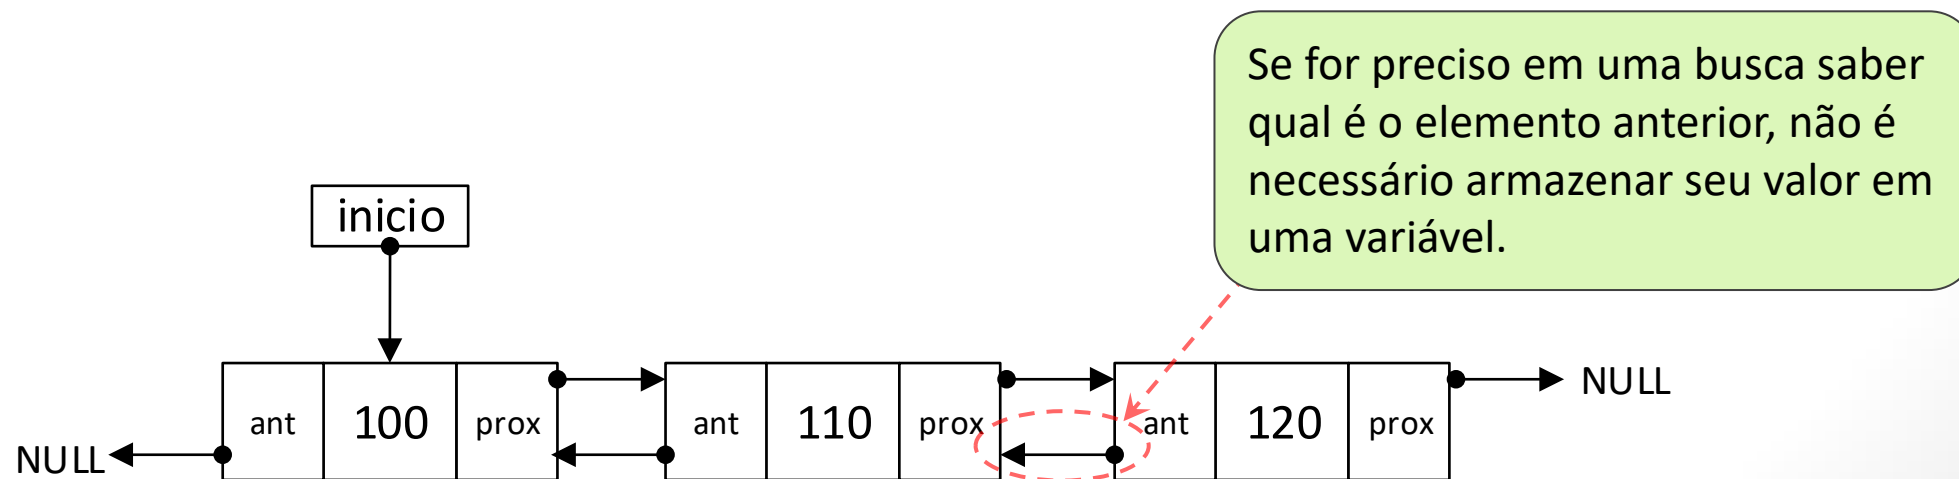 Se for preciso em uma busca saber
qual é o elemento anterior, não é
necessário armazenar seu valor em
uma variável.
inicio
NULL
ant 100 prox
ant 110 prox
ant 120 prox
NULL